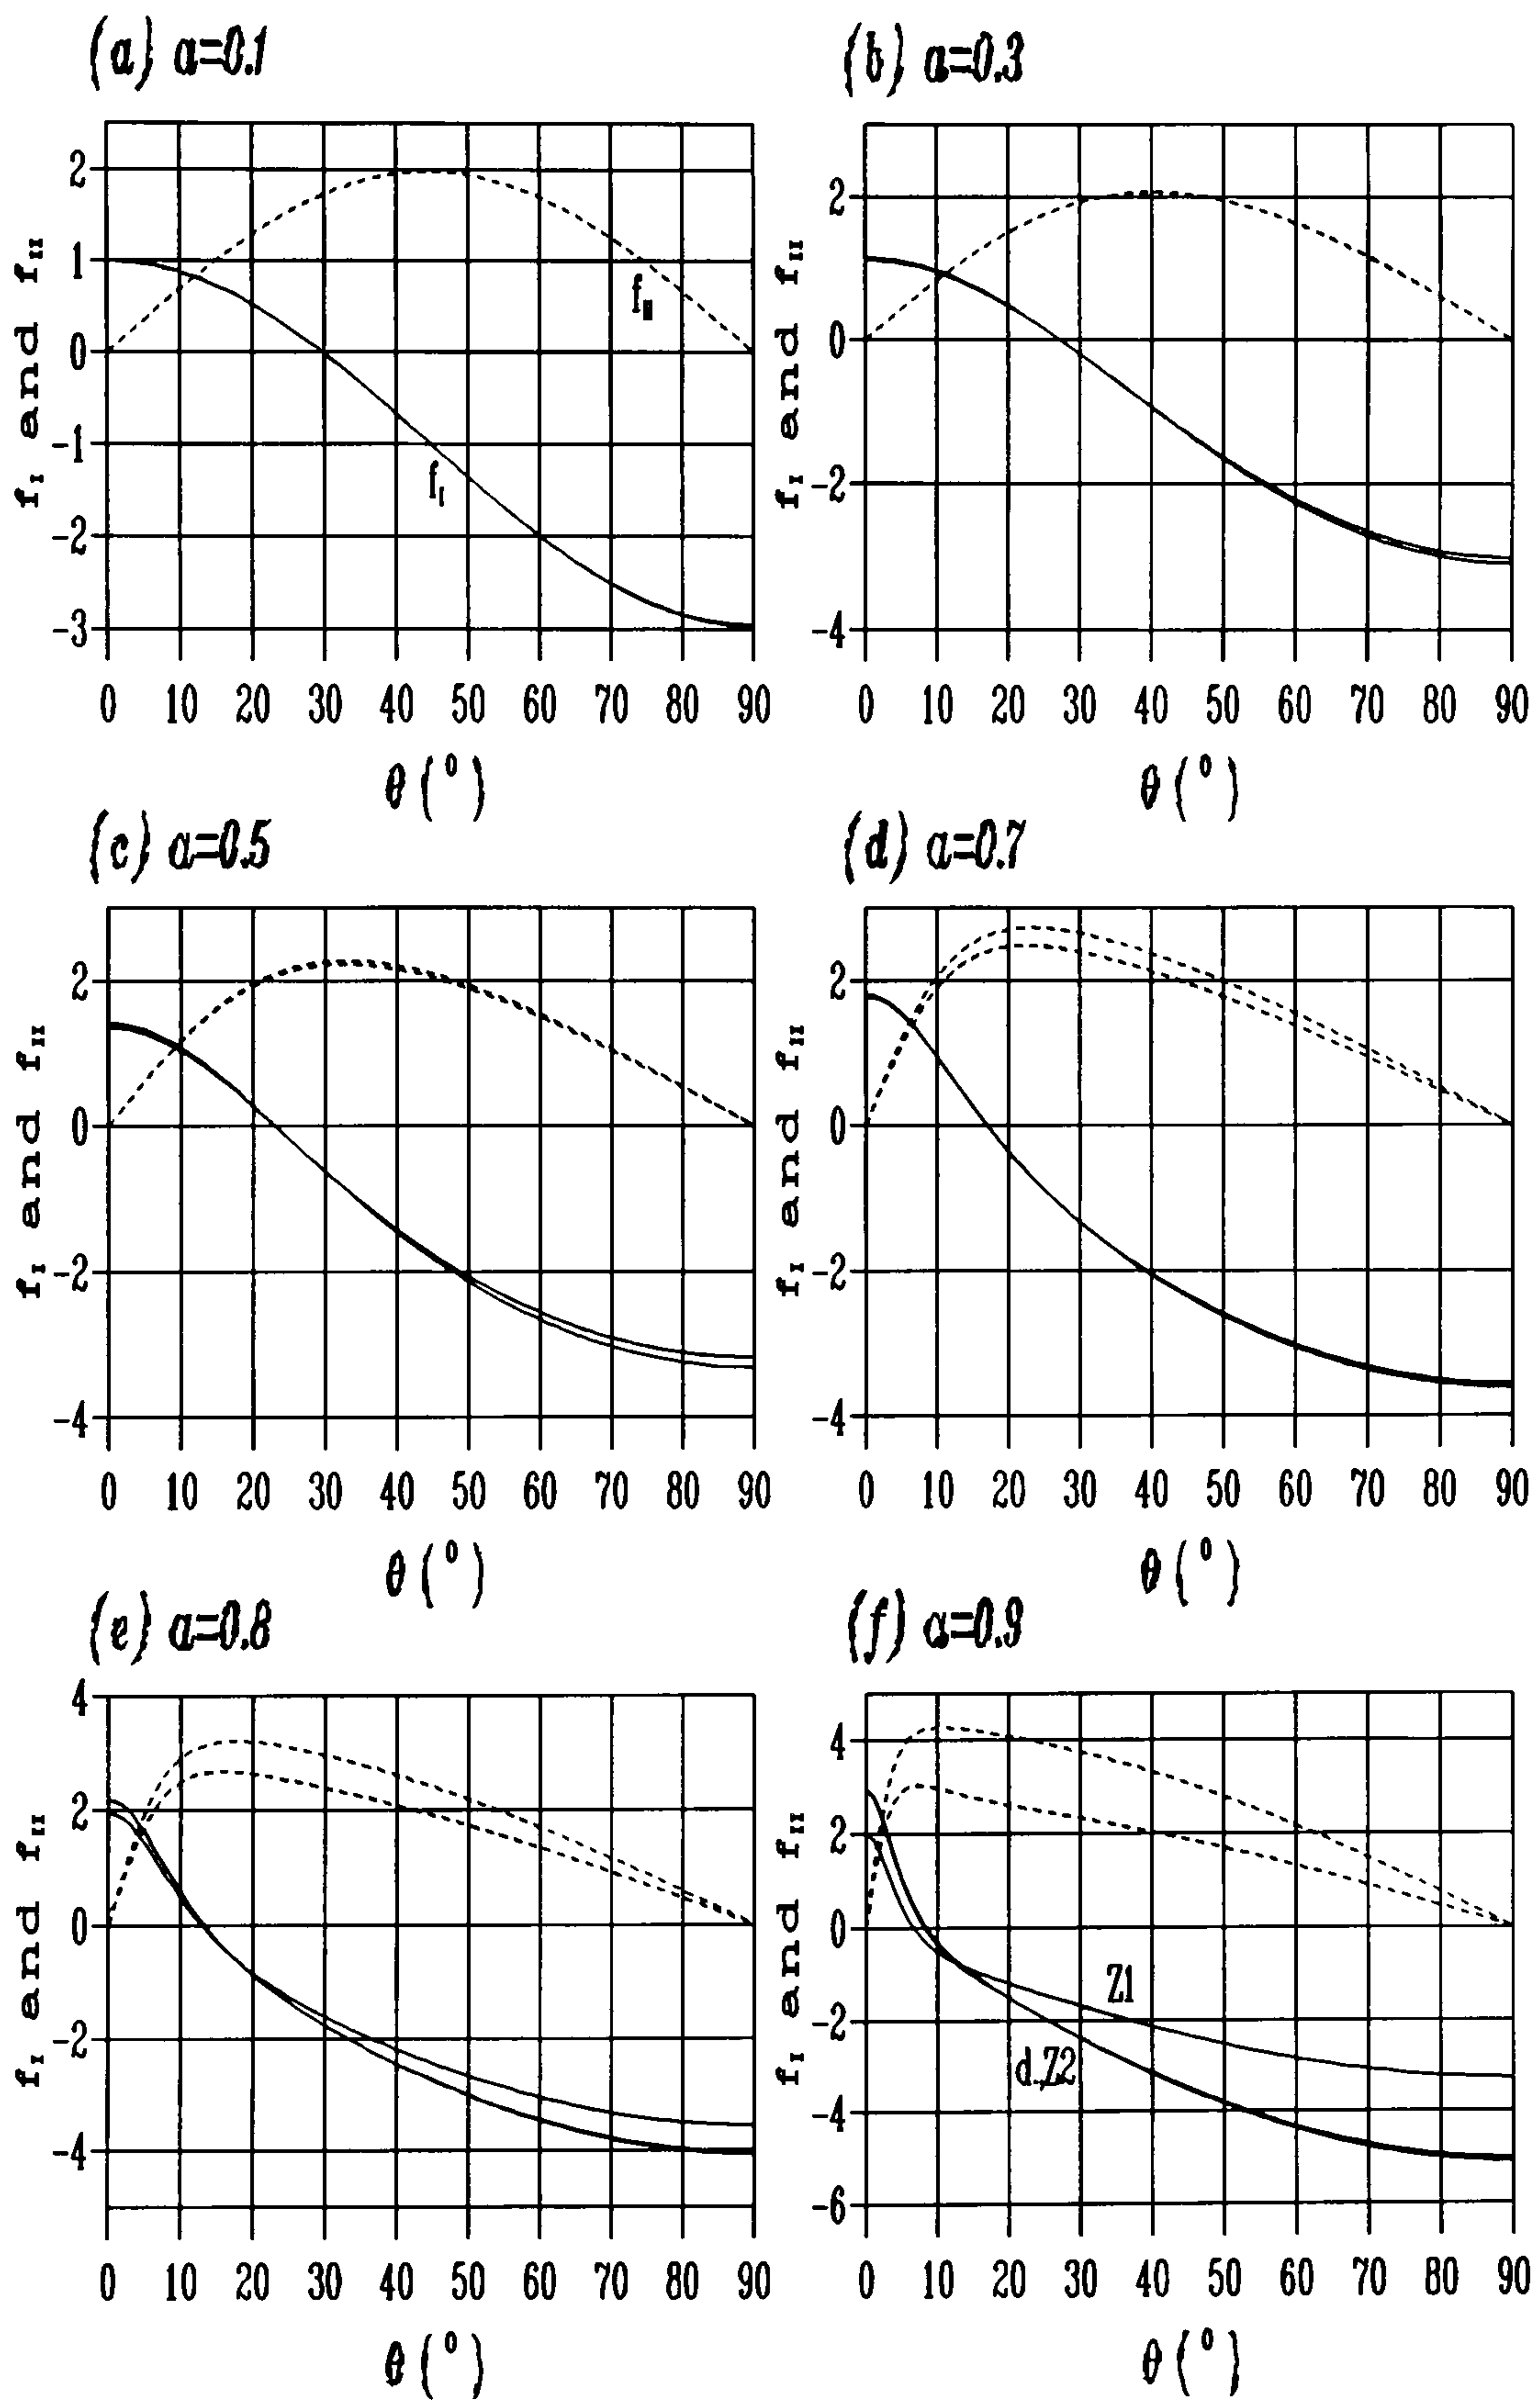 (a) a=0.1
f_I and f_II
2
1
0
-1
-2
-3
f_II
f_I
0 10 20 30 40 50 60 70 80 90
θ (°)
(b) a=0.3
f_I and f_II
2
0
-2
-4
0 10 20 30 40 50 60 70 80 90
θ (°)
(c) a=0.5
f_I and f_II
2
0
-2
-4
0 10 20 30 40 50 60 70 80 90
θ (°)
(d) a=0.7
f_I and f_II
2
0
-2
-4
0 10 20 30 40 50 60 70 80 90
θ (°)
(e) a=0.8
f_I and f_II
4
2
0
-2
-4
0 10 20 30 40 50 60 70 80 90
θ (°)
(f) a=0.9
f_I and f_II
4
2
0
-2
-4
-6
Z1
d.,Z2
0 10 20 30 40 50 60 70 80 90
θ (°)